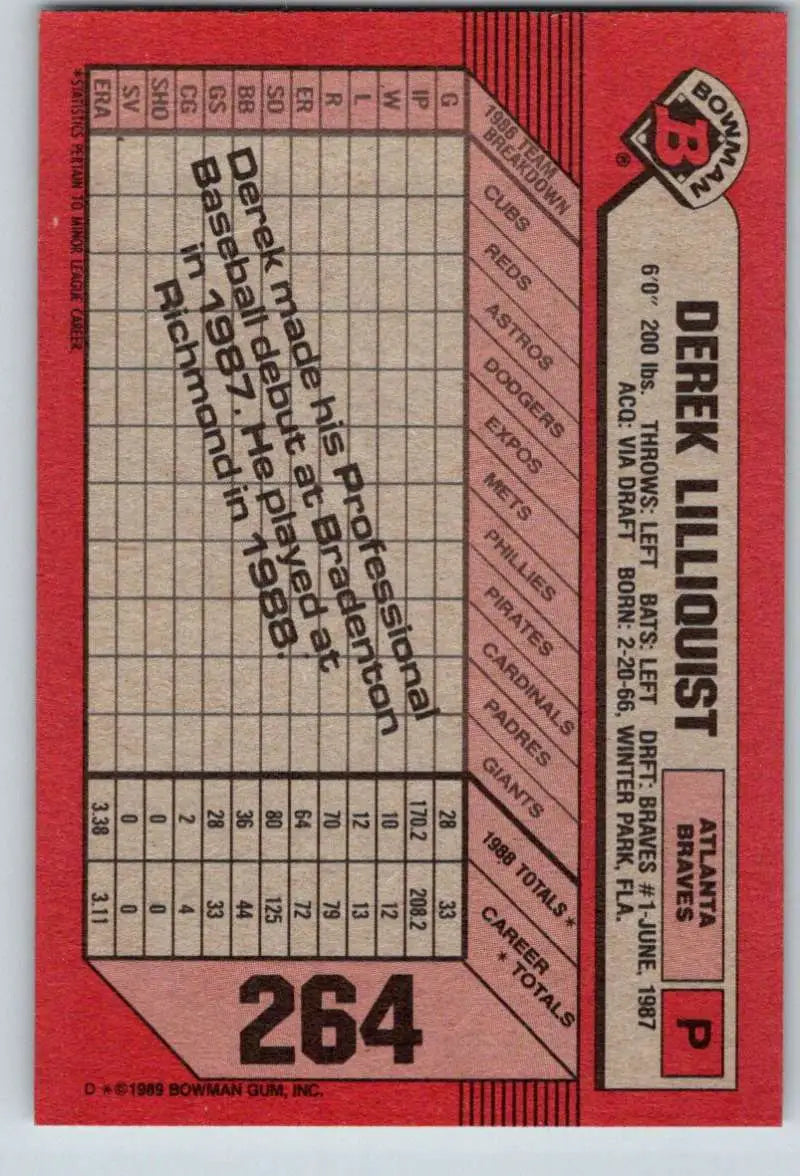 BOWMAN
B
®
DEREK LILLIQUIST
ATLANTA
BRAVES
P
6'0" 200 lbs. THROWS: LEFT BATS: LEFT DRFT: BRAVES #1-JUNE, 1987
ACQ: VIA DRAFT BORN: 2-20-66, WINTER PARK, FLA.
1988 TEAM
BREAKDOWN
CUBS
REDS
ASTROS
DODGERS
EXPOS
METS
PHILLIES
PIRATES
CARDINALS
PADRES
GIANTS
1988 TOTALS *
CAREER
* TOTALS
G 28 33
IP 170.2 208.2
W 10 12
L 12 13
R 70 79
ER 64 72
SO 80 125
BB 36 44
GS 28 33
CG 2 4
SHO 0 0
SV 0 0
ERA 3.38 3.11
Derek made his Professional
Baseball debut at Bradenton
in 1987. He played at
Richmond in 1988.
264
*STATISTICS PERTAIN TO MINOR LEAGUE CAREER.
D *©1989 BOWMAN GUM, INC.